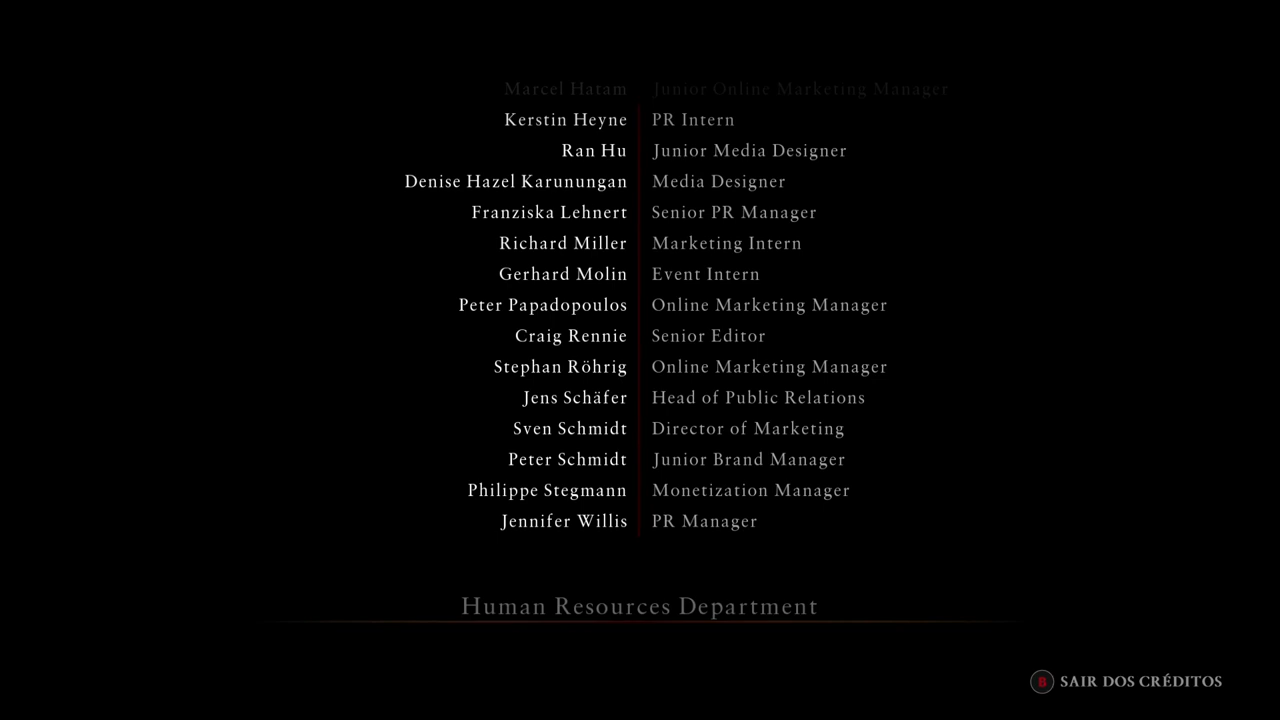 Marcel Hatam Junior Online Marketing Manager
Kerstin Heyne PR Intern
Ran Hu Junior Media Designer
Denise Hazel Karunungan Media Designer
Franziska Lehnert Senior PR Manager
Richard Miller Marketing Intern
Gerhard Molin Event Intern
Peter Papadopoulos Online Marketing Manager
Craig Rennie Senior Editor
Stephan Röhrig Online Marketing Manager
Jens Schäfer Head of Public Relations
Sven Schmidt Director of Marketing
Peter Schmidt Junior Brand Manager
Philippe Stegmann Monetization Manager
Jennifer Willis PR Manager
Human Resources Department
B SAIR DOS CRÉDITOS